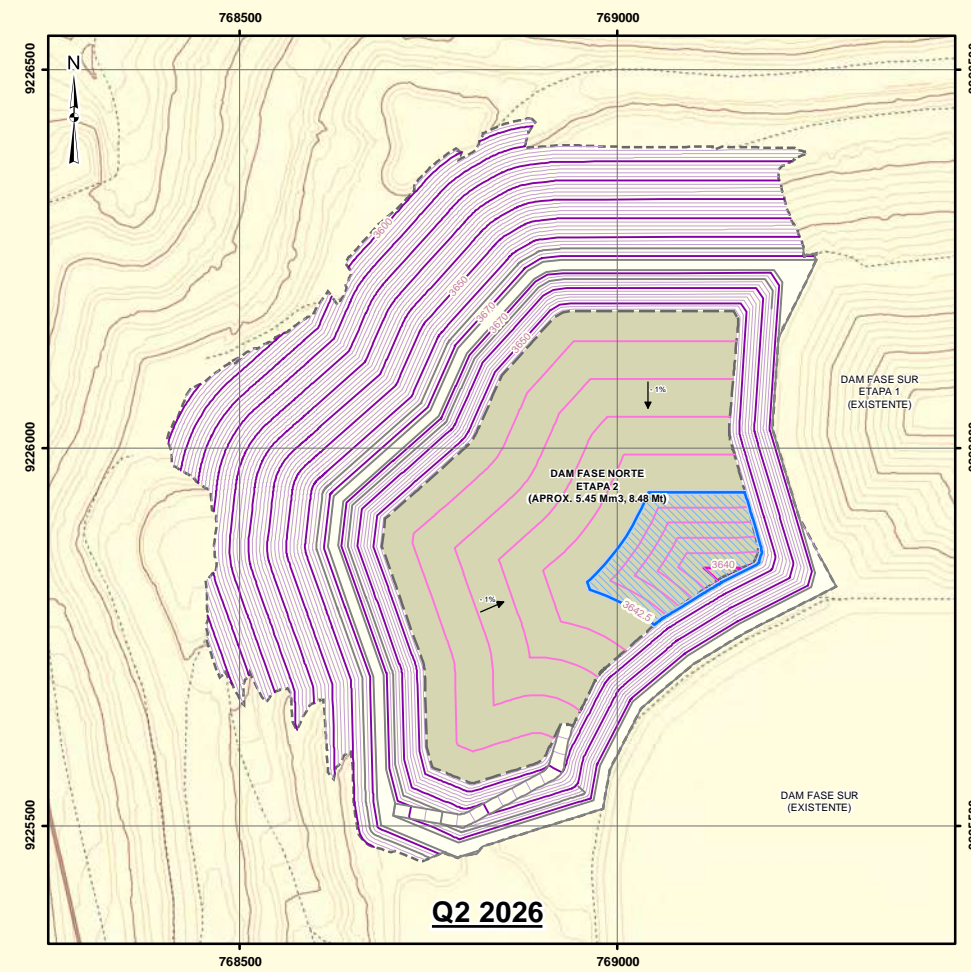 768500
769000
9226500
N
3600
3650
3670
3670
3650
DAM FASE SUR
ETAPA 1
(EXISTENTE)
- 1%
9226000
DAM FASE NORTE
ETAPA 2
(APROX. 5.45 Mm3, 8.48 Mt)
3640
- 1%
3642.5
DAM FASE SUR
(EXISTENTE)
9225500
Q2 2026
768500
769000